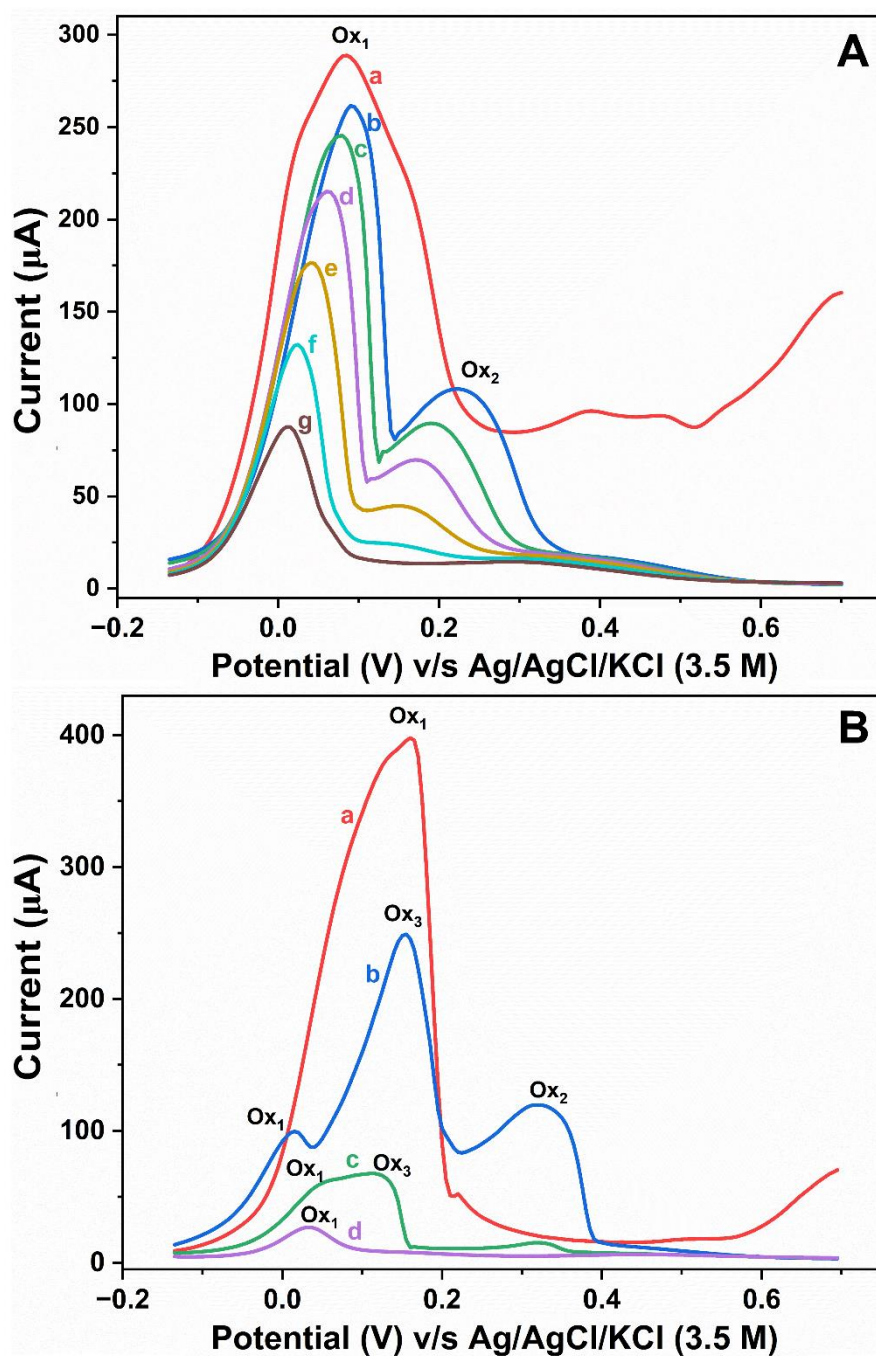 A
Ox₁
a
b
c
d
e
f
g
Ox₂
300
250
200
150
100
50
0
Current (µA)
−0.2 0.0 0.2 0.4 0.6
Potential (V) v/s Ag/AgCl/KCl (3.5 M)
B
Ox₁
a
Ox₃
b
Ox₂
Ox₁
Ox₁
c
Ox₃
Ox₁
d
400
300
200
100
0
Current (µA)
−0.2 0.0 0.2 0.4 0.6
Potential (V) v/s Ag/AgCl/KCl (3.5 M)